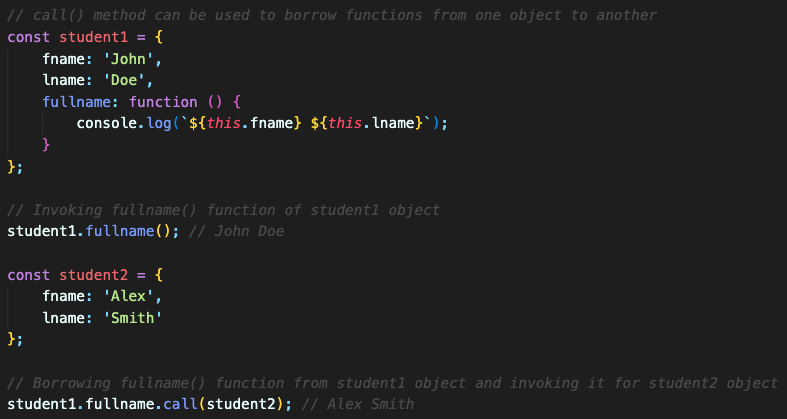 // call() method can be used to borrow functions from one object to another
const student1 = {
    fname: 'John',
    lname: 'Doe',
    fullname: function () {
        console.log(`${this.fname} ${this.lname}`);
    }
};

// Invoking fullname() function of student1 object
student1.fullname(); // John Doe

const student2 = {
    fname: 'Alex',
    lname: 'Smith'
};

// Borrowing fullname() function from student1 object and invoking it for student2 object
student1.fullname.call(student2); // Alex Smith